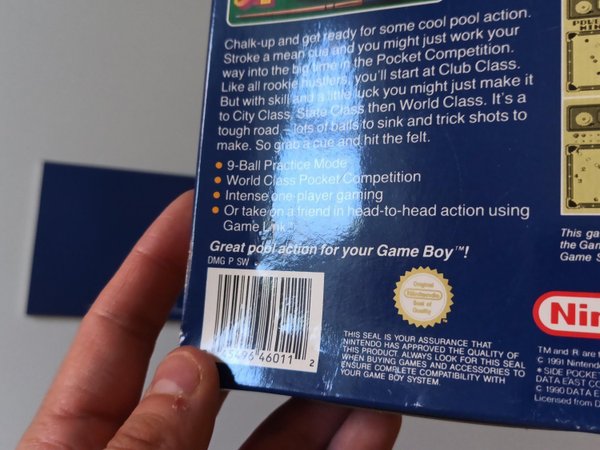 Chalk-up and get ready for some cool pool action.
Stroke a mean cue and you might just work your
way into the big time in the Pocket Competition.
Like all rookie hustlers, you'll start at Club Class.
But with skill and a little luck you might just make it
to City Class, State Class then World Class. It's a
tough road, lots of balls to sink and trick shots to
make. So grab a cue and hit the felt.
9-Ball Practice Mode
World Class Pocket Competition
Intense one-player gaming
Or take on a friend in head-to-head action using
Game Link™.
Great pool action for your Game Boy™!
DMG P SW
45496 46011 2
Original
Nintendo
Seal of
Quality
THIS SEAL IS YOUR ASSURANCE THAT
NINTENDO HAS APPROVED THE QUALITY OF
THIS PRODUCT. ALWAYS LOOK FOR THIS SEAL
WHEN BUYING GAMES AND ACCESSORIES TO
ENSURE COMPLETE COMPATIBILITY WITH
YOUR GAME BOY SYSTEM.
This ga
the Gam
Game S
Nin
TM and R are
© 1991 Nintend
* SIDE POCKET
DATA EAST CO
© 1990 DATA E
Licensed from D